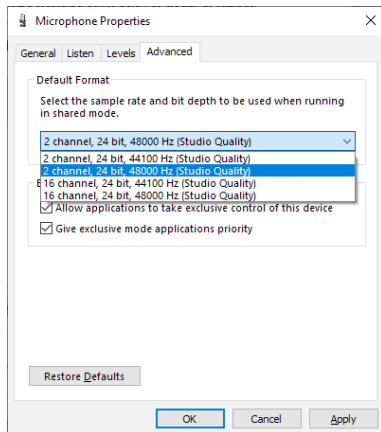 Microphone Properties
General Listen Levels Advanced
Default Format
Select the sample rate and bit depth to be used when running
in shared mode.
2 channel, 24 bit, 48000 Hz (Studio Quality)
2 channel, 24 bit, 44100 Hz (Studio Quality)
2 channel, 24 bit, 48000 Hz (Studio Quality)
16 channel, 24 bit, 44100 Hz (Studio Quality)
16 channel, 24 bit, 48000 Hz (Studio Quality)
Allow applications to take exclusive control of this device
Give exclusive mode applications priority
Restore Defaults
OK Cancel Apply